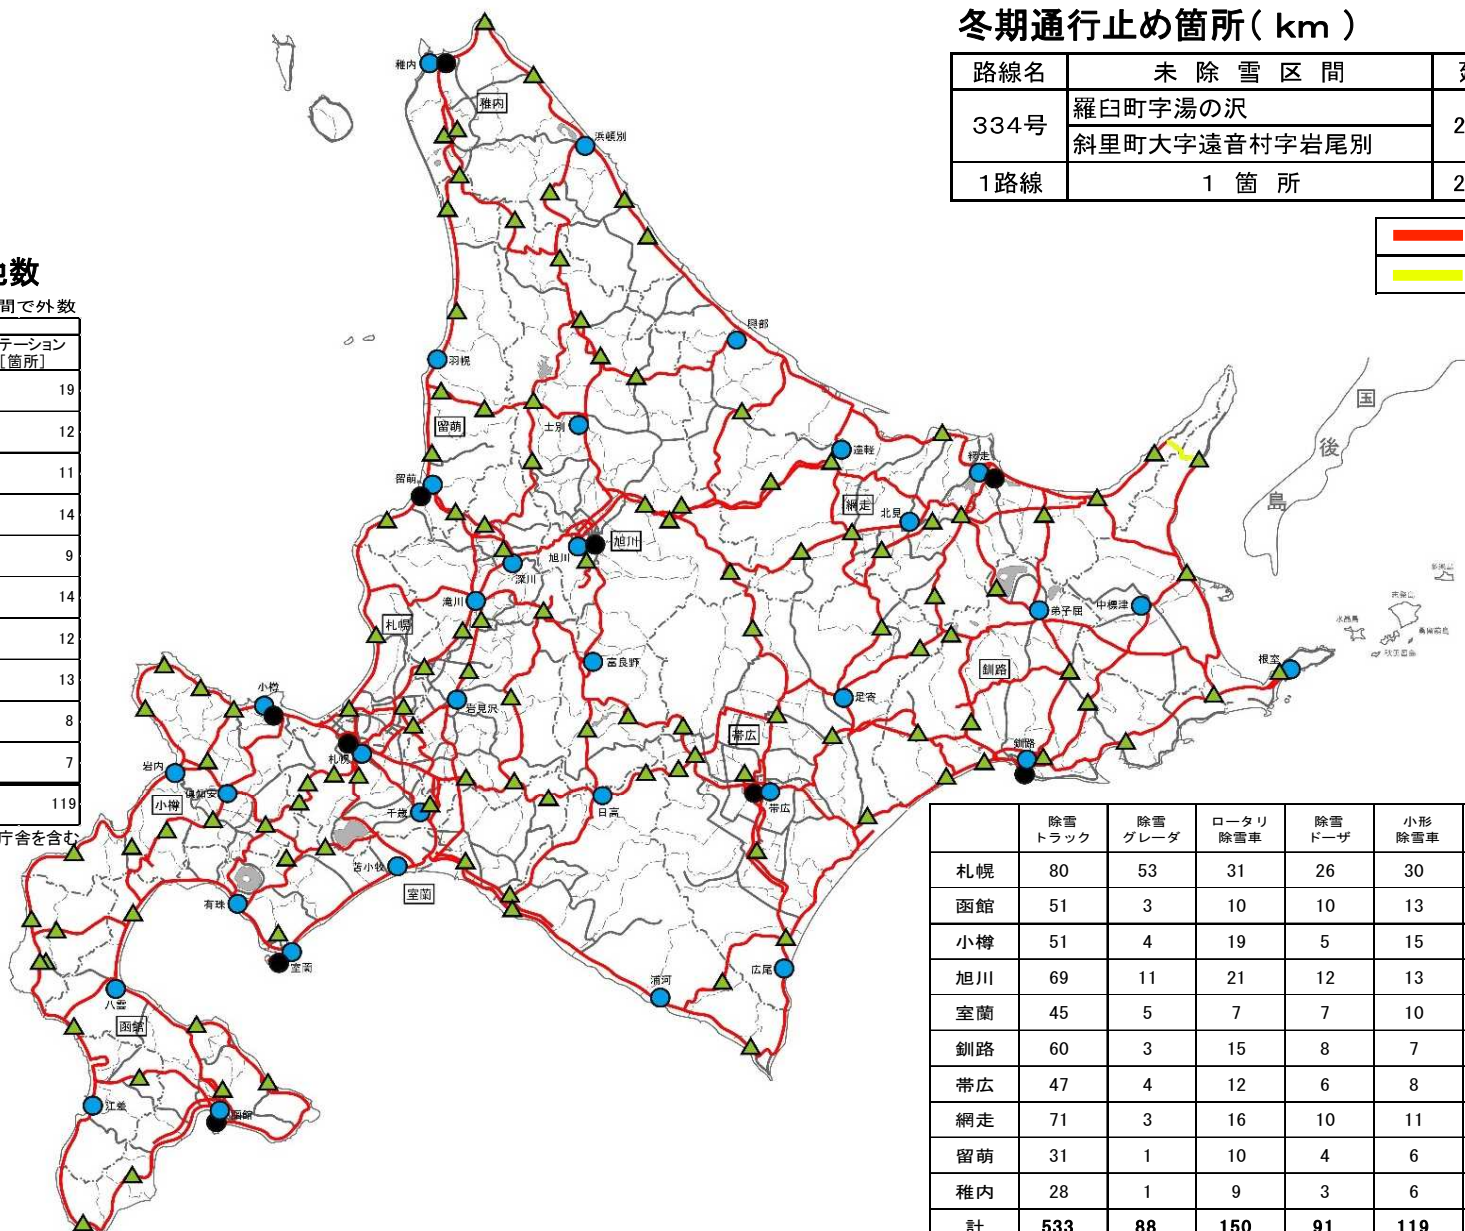 冬期通行止め箇所( km )
路線名 未除雪区間
334号 羅臼町字湯の沢 2
斜里町大字遠音村字岩尾別
1路線 1箇所 2
数
間で外数
テーション
[箇所]
19
12
11
14
9
14
12
13
8
7
119
庁舎を含む
稚内
稚内
浜頓別
興部
羽幌
留萌
士別
留萌
遠軽
網走
網走
北見
旭川
旭川
深川
滝川
札幌
富良野
弟子屈
中標津
釧路
根室
国
後
島
水晶島
小樽
岩見沢
足寄
帯広
札幌
釧路
岩内
倶知安
小樽
千歳
日高
帯広
苫小牧
室蘭
有珠
室蘭
浦河
広尾
八雲
函館
江差
函館
除雪トラック 除雪グレーダ ロータリ除雪車 除雪ドーザ 小形除雪車
札幌 80 53 31 26 30
函館 51 3 10 10 13
小樽 51 4 19 5 15
旭川 69 11 21 12 13
室蘭 45 5 7 7 10
釧路 60 3 15 8 7
帯広 47 4 12 6 8
網走 71 3 16 10 11
留萌 31 1 10 4 6
稚内 28 1 9 3 6
計 533 88 150 91 119